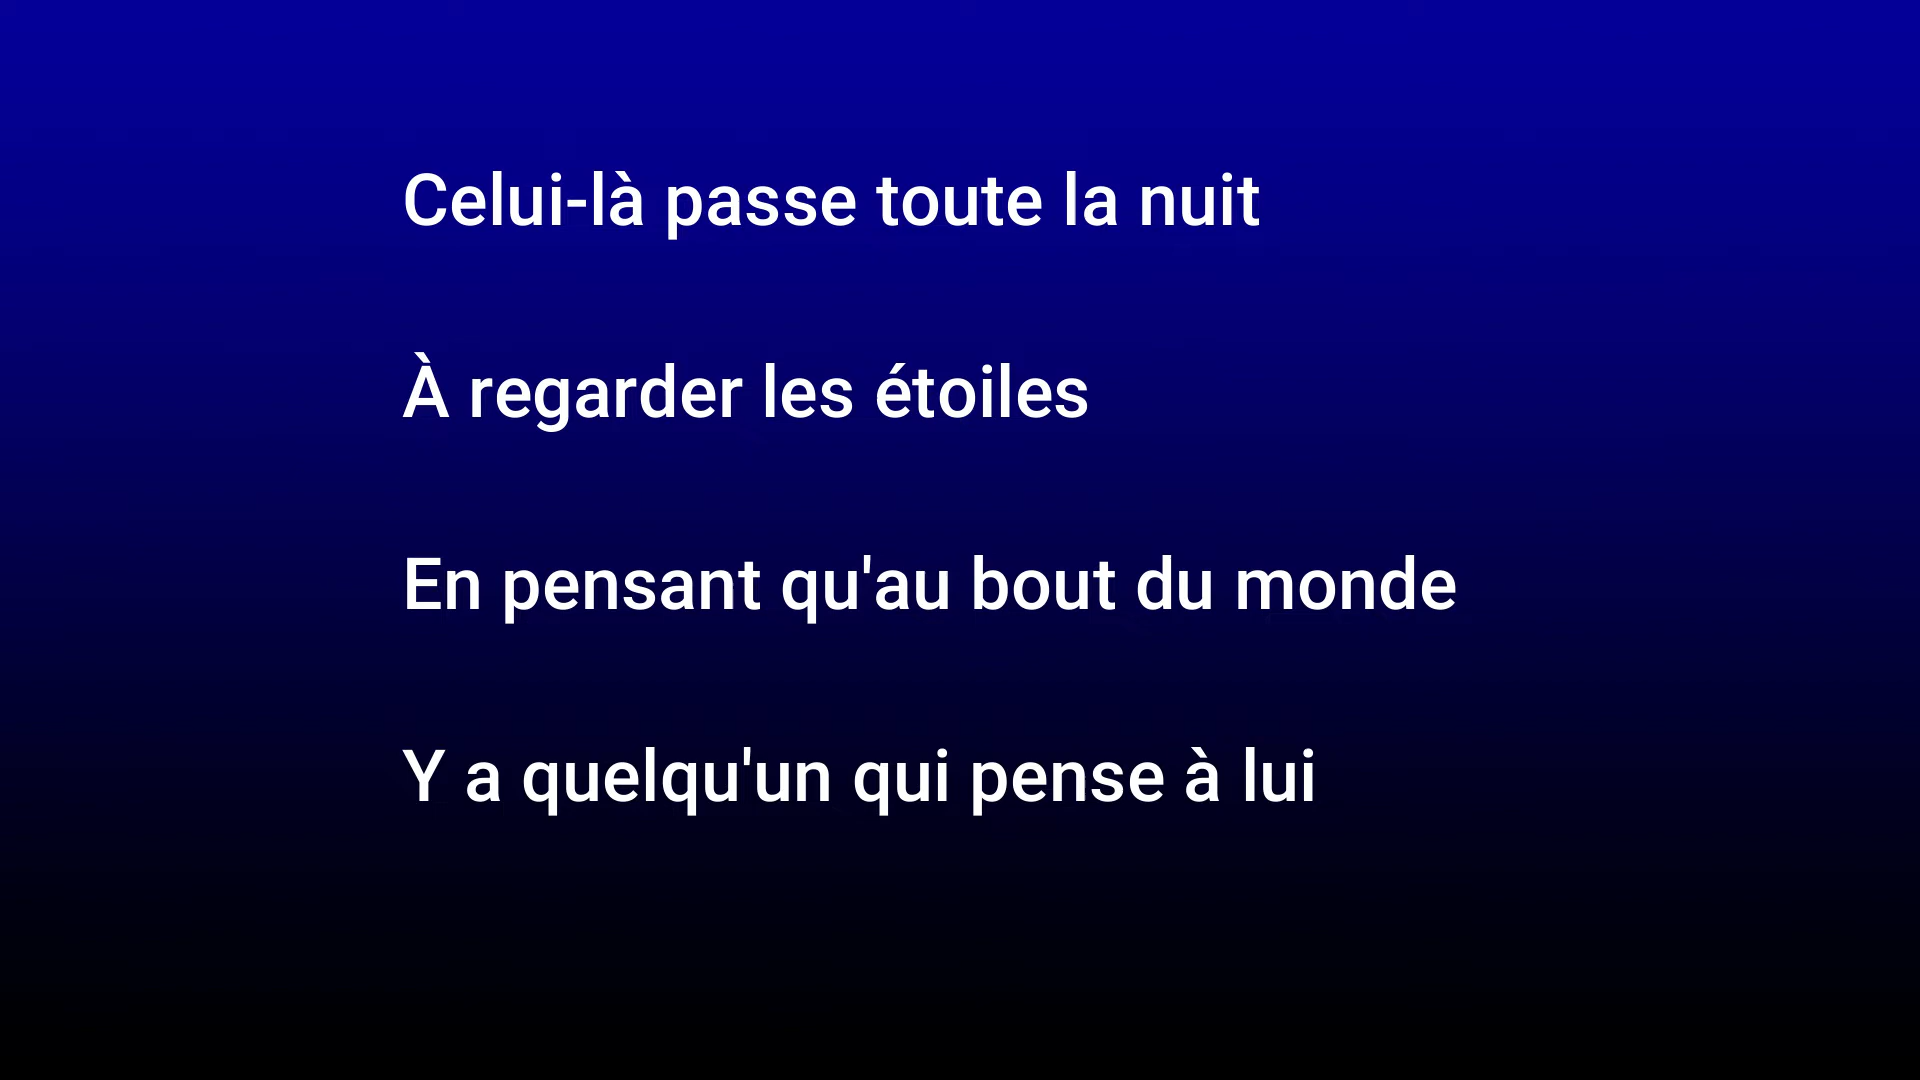 Celui-là passe toute la nuit
À regarder les étoiles
En pensant qu'au bout du monde
Y a quelqu'un qui pense à lui